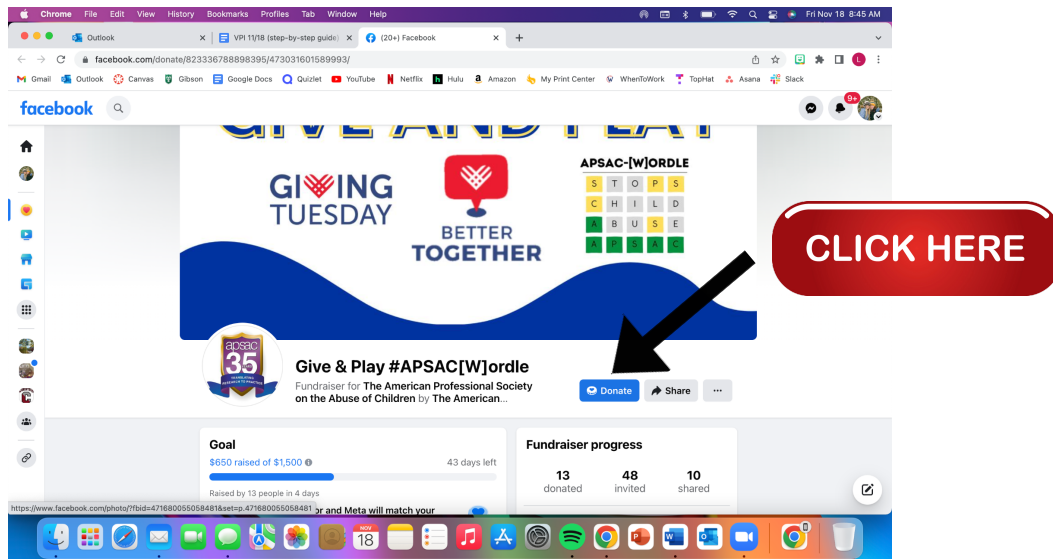 Chrome File Edit View History Bookmarks Profiles Tab Window Help Fri Nov 18 8:45 AM
Outlook VPI 11/18 (step-by-step guide) (20+) Facebook
facebook.com/donate/823336788898395/473031601589993/ L
Gmail Outlook Canvas Gibson Google Docs Quizlet YouTube Netflix Hulu Amazon My Print Center WhenToWork TopHat Asana Slack
facebook 9+
GIVE AND PLAY
GIVING
TUESDAY
BETTER
TOGETHER
APSAC-[W]ORDLE
S T O P S
C H I L D
A B U S E
A P S A C
CLICK HERE
apsac
35
Give & Play #APSAC[W]ordle
Fundraiser for The American Professional Society
on the Abuse of Children by The American...
Donate Share ...
Goal
$650 raised of $1,500 43 days left
Raised by 13 people in 4 days
or and Meta will match your
Fundraiser progress
13 48 10
donated invited shared
https://www.facebook.com/photo/?fbid=471680055058481&set=p.471680055058481
NOV
18